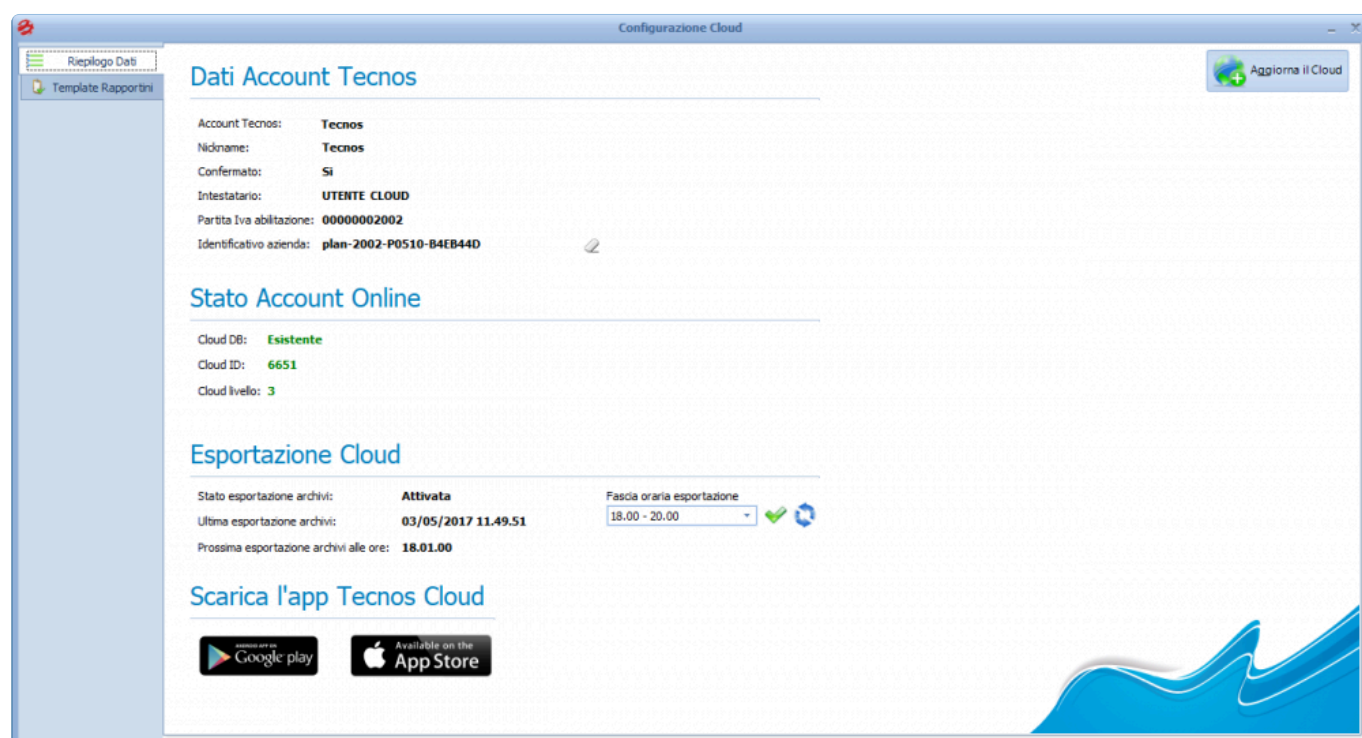 Configurazione Cloud
Riepilogo Dati
Template Rapportini
Aggiorna il Cloud
Dati Account Tecnos
Account Tecnos: Tecnos
Nickname: Tecnos
Confermato: Si
Intestatario: UTENTE CLOUD
Partita Iva abilitazione: 00000002002
Identificativo azienda: plan-2002-P0510-B4EB44D
Stato Account Online
Cloud DB: Esistente
Cloud ID: 6651
Cloud livello: 3
Esportazione Cloud
Stato esportazione archivi: Attivata
Fascia oraria esportazione
Ultima esportazione archivi: 03/05/2017 11.49.51
18.00 - 20.00
Prossima esportazione archivi alle ore: 18.01.00
Scarica l'app Tecnos Cloud
ANDROID APP ON
Google play
Available on the
App Store